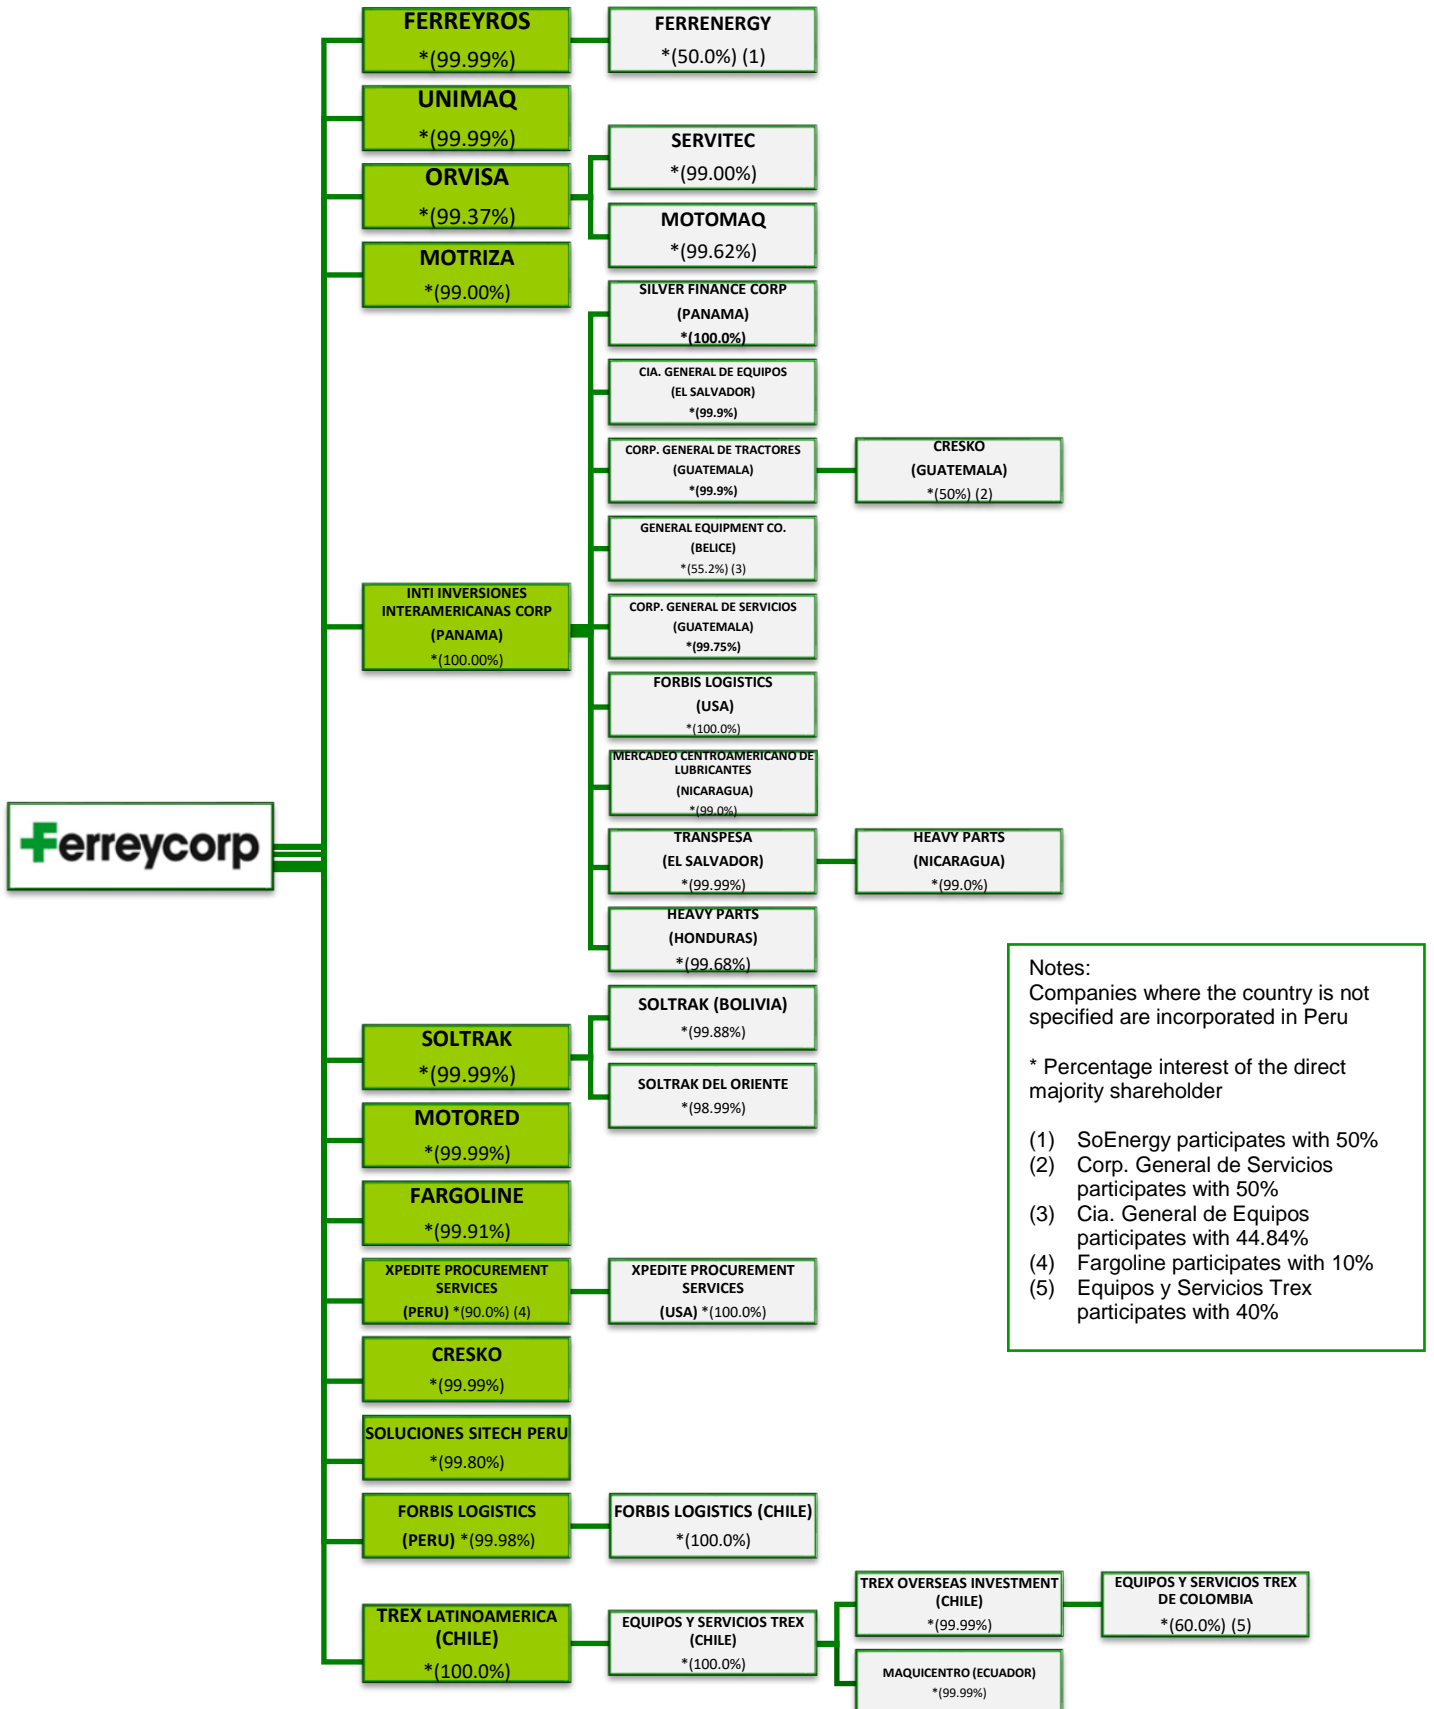 FERREYROS
*(99.99%)
FERRENERGY
*(50.0%) (1)
UNIMAQ
*(99.99%)
ORVISA
*(99.37%)
SERVITEC
*(99.00%)
MOTOMAQ
*(99.62%)
MOTRIZA
*(99.00%)
INTI INVERSIONES
INTERAMERICANAS CORP
(PANAMA)
*(100.00%)
SILVER FINANCE CORP
(PANAMA)
*(100.0%)
CIA. GENERAL DE EQUIPOS
(EL SALVADOR)
*(99.9%)
CORP. GENERAL DE TRACTORES
(GUATEMALA)
*(99.9%)
CRESKO
(GUATEMALA)
*(50%) (2)
GENERAL EQUIPMENT CO.
(BELICE)
*(55.2%) (3)
CORP. GENERAL DE SERVICIOS
(GUATEMALA)
*(99.75%)
FORBIS LOGISTICS
(USA)
*(100.0%)
MERCADEO CENTROAMERICANO DE
LUBRICANTES
(NICARAGUA)
*(99.0%)
TRANSPESA
(EL SALVADOR)
*(99.99%)
HEAVY PARTS
(NICARAGUA)
*(99.0%)
HEAVY PARTS
(HONDURAS)
*(99.68%)
Ferreycorp
SOLTRAK
*(99.99%)
SOLTRAK (BOLIVIA)
*(99.88%)
SOLTRAK DEL ORIENTE
*(98.99%)
MOTORED
*(99.99%)
FARGOLINE
*(99.91%)
XPEDITE PROCUREMENT
SERVICES
(PERU) *(90.0%) (4)
XPEDITE PROCUREMENT
SERVICES
(USA) *(100.0%)
CRESKO
*(99.99%)
SOLUCIONES SITECH PERU
*(99.80%)
FORBIS LOGISTICS
(PERU) *(99.98%)
FORBIS LOGISTICS (CHILE)
*(100.0%)
TREX LATINOAMERICA
(CHILE)
*(100.0%)
EQUIPOS Y SERVICIOS TREX
(CHILE)
*(100.0%)
TREX OVERSEAS INVESTMENT
(CHILE)
*(99.99%)
EQUIPOS Y SERVICIOS TREX
DE COLOMBIA
*(60.0%) (5)
MAQUICENTRO (ECUADOR)
*(99.99%)
Notes:
Companies where the country is not
specified are incorporated in Peru
* Percentage interest of the direct
majority shareholder
(1) SoEnergy participates with 50%
(2) Corp. General de Servicios
participates with 50%
(3) Cia. General de Equipos
participates with 44.84%
(4) Fargoline participates with 10%
(5) Equipos y Servicios Trex
participates with 40%